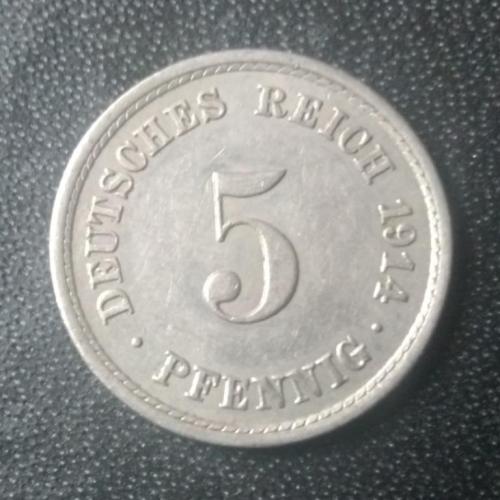 DEUTSCHES REICH 1914
5
· PFENNIG ·